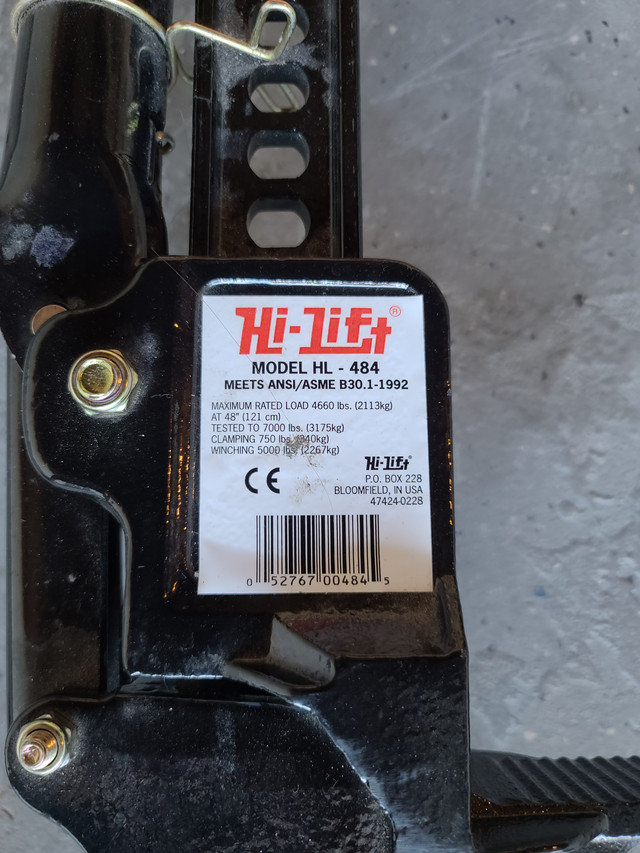 Hi-Lift®
MODEL HL - 484
MEETS ANSI/ASME B30.1-1992
MAXIMUM RATED LOAD 4660 lbs. (2113kg)
AT 48" (121 cm)
TESTED TO 7000 lbs. (3175kg)
CLAMPING 750 lbs. (340kg)
WINCHING 5000 lbs. (2267kg)
CE
Hi-Lift
P.O. BOX 228
BLOOMFIELD, IN USA
47424-0228
0 52767 00484 5